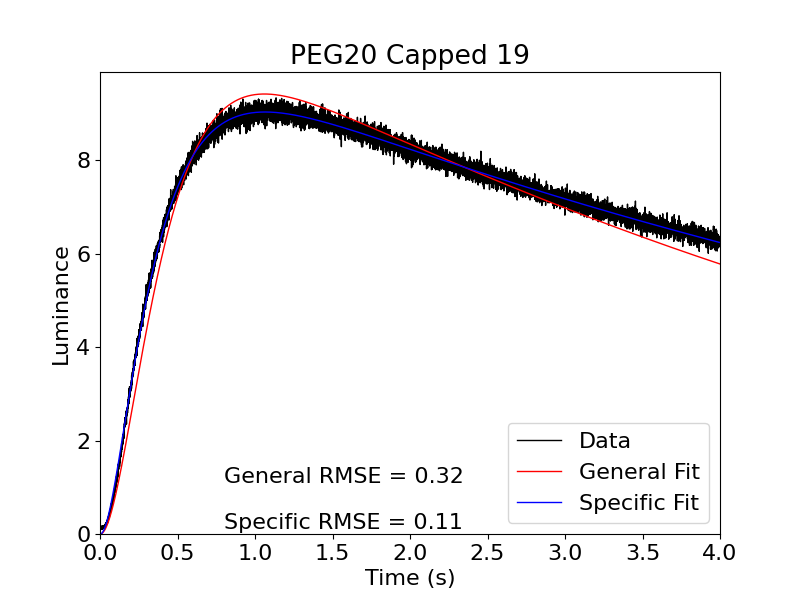 PEG20 Capped 19
Luminance
8
6
4
2
0
General RMSE = 0.32
Specific RMSE = 0.11
Data
General Fit
Specific Fit
0.0 0.5 1.0 1.5 2.0 2.5 3.0 3.5 4.0
Time (s)